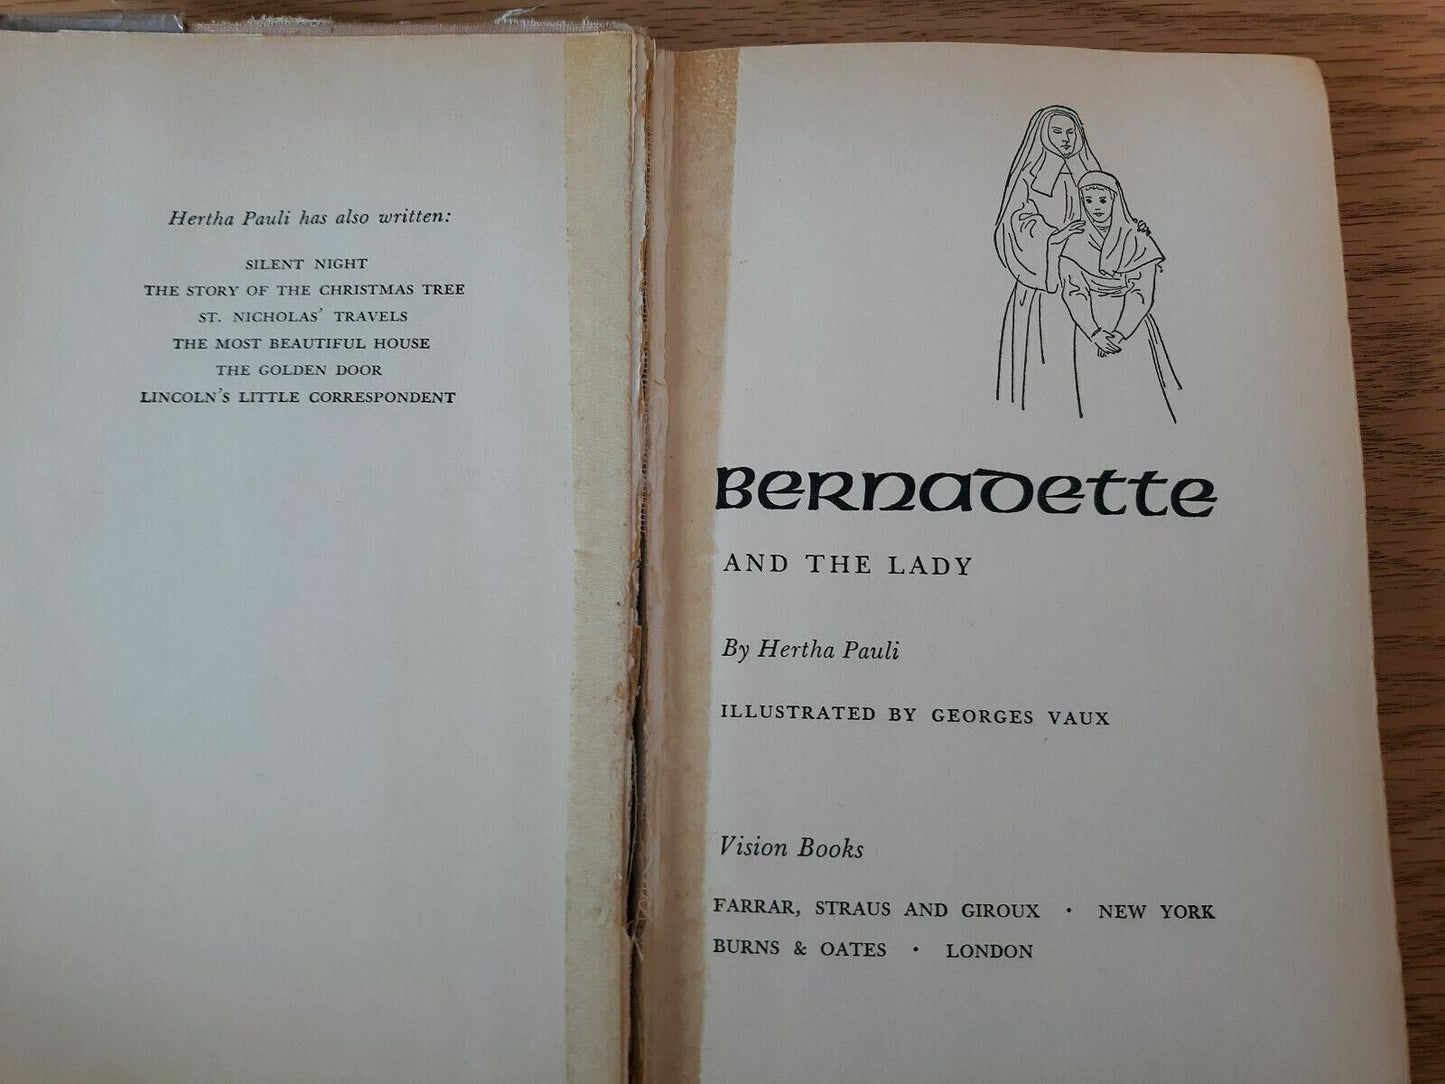 Hertha Pauli has also written:
SILENT NIGHT
THE STORY OF THE CHRISTMAS TREE
ST. NICHOLAS' TRAVELS
THE MOST BEAUTIFUL HOUSE
THE GOLDEN DOOR
LINCOLN'S LITTLE CORRESPONDENT
BERNADETTE
AND THE LADY
By Hertha Pauli
ILLUSTRATED BY GEORGES VAUX
Vision Books
FARRAR, STRAUS AND GIROUX • NEW YORK
BURNS & OATES • LONDON